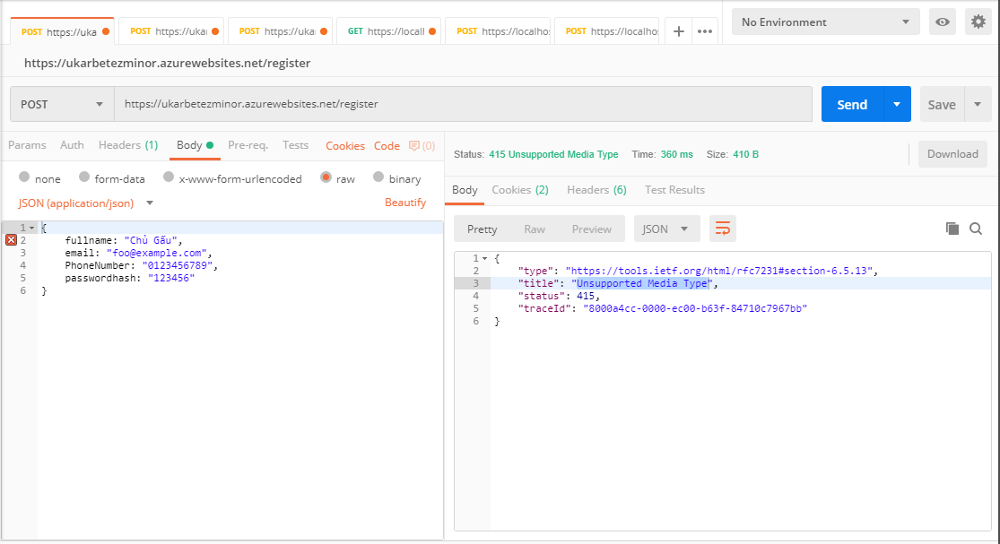 POST https://uka POST https://ukar POST https://ukar GET https://locall POST https://localhos POST https://localhos + ••• No Environment
https://ukarbetezminor.azurewebsites.net/register
POST https://ukarbetezminor.azurewebsites.net/register Send Save
Params Auth Headers (1) Body Pre-req. Tests Cookies Code (0)
Status: 415 Unsupported Media Type Time: 360 ms Size: 410 B Download
none form-data x-www-form-urlencoded raw binary
JSON (application/json) Beautify
1 {
2 fullname: "Chủ Gấu",
3 email: "foo@example.com",
4 PhoneNumber: "0123456789",
5 passwordhash: "123456"
6 }
Body Cookies (2) Headers (6) Test Results
Pretty Raw Preview JSON
1 {
2 "type": "https://tools.ietf.org/html/rfc7231#section-6.5.13",
3 "title": "Unsupported Media Type",
4 "status": 415,
5 "traceId": "8000a4cc-0000-ec00-b63f-84710c7967bb"
6 }